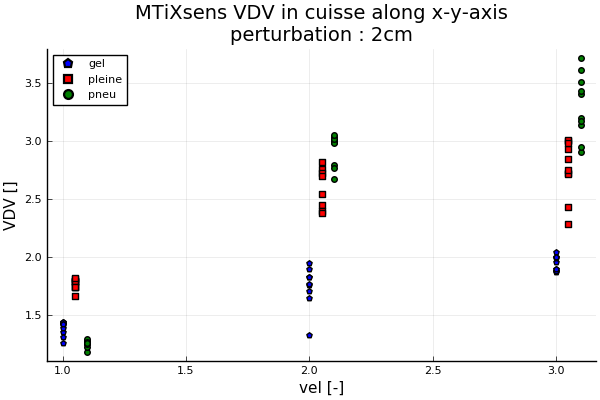 MTiXsens VDV in cuisse along x-y-axis
perturbation : 2cm
gel
pleine
pneu
3.5
3.0
2.5
2.0
1.5
VDV []
1.0
1.5
2.0
2.5
3.0
vel [-]